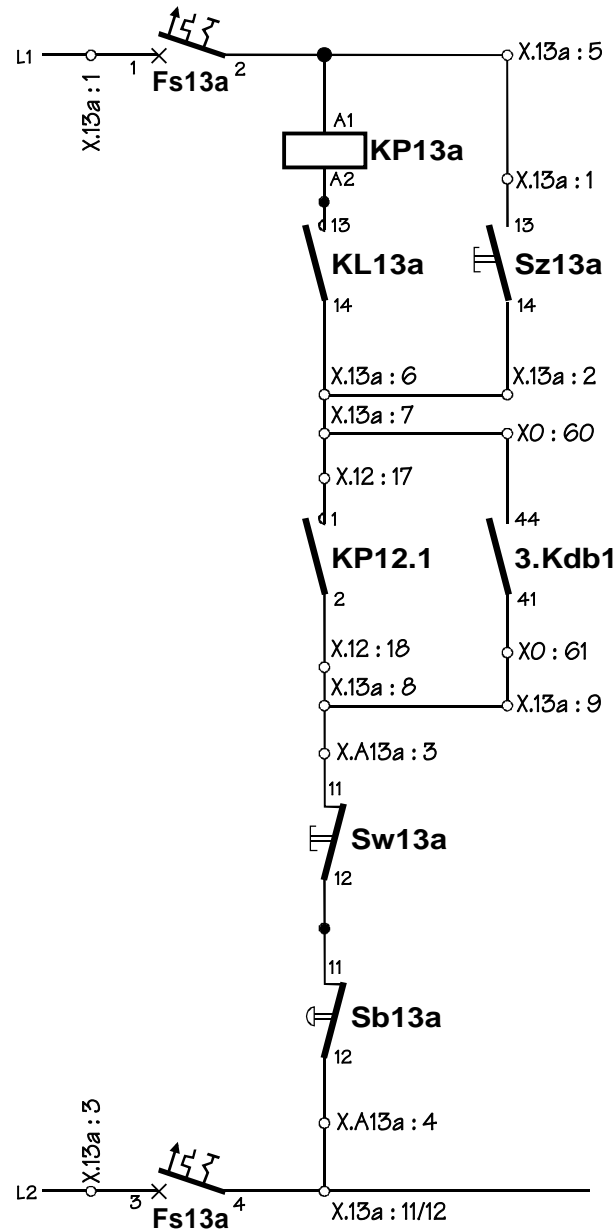 L1
X.13a : 1
1
2
Fs13a
X.13a : 5
A1
KP13a
A2
X.13a : 1
13
KL13a
14
13
Sz13a
14
X.13a : 6
X.13a : 2
X.13a : 7
X0 : 60
X.12 : 17
1
KP12.1
2
44
3.Kdb1
41
X.12 : 18
X0 : 61
X.13a : 8
X.13a : 9
X.A13a : 3
11
Sw13a
12
11
Sb13a
12
X.A13a : 4
L2
X.13a : 3
3
4
Fs13a
X.13a : 11/12